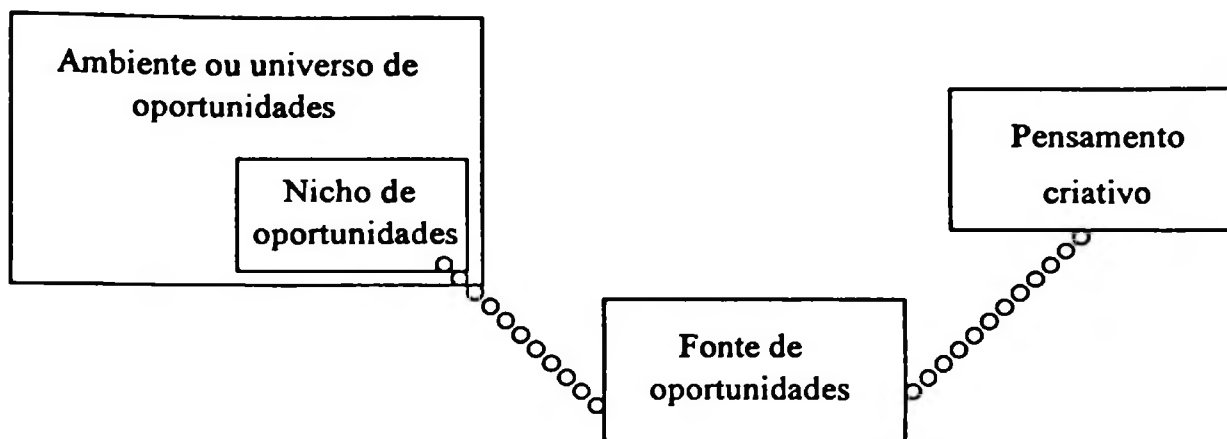 Ambiente ou universo de
oportunidades
Nicho de
oportunidades
Pensamento
criativo
Fonte de
oportunidades